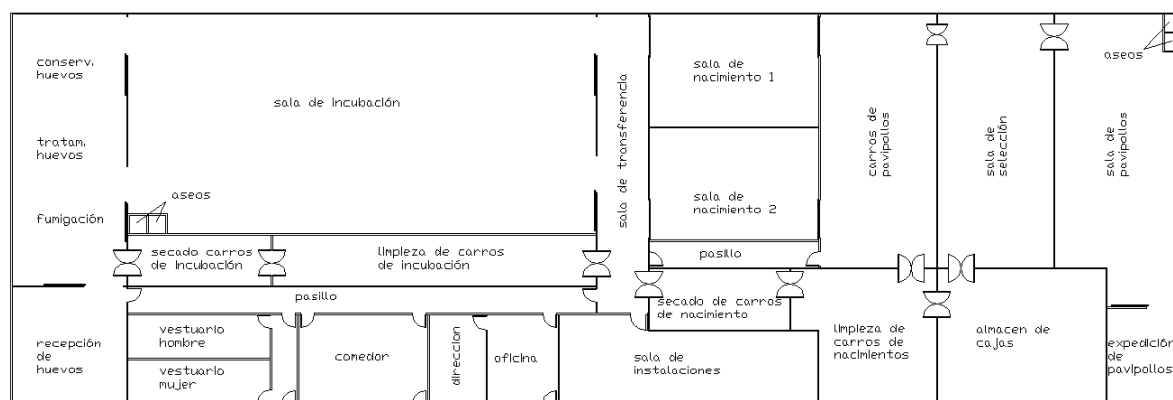 conserv.
huevos
tratam.
huevos
fumigación
recepción
de
huevos
sala de Incubación
aseos
secado carros
de Incubación
limpieza de carros
de incubación
pasillo
vestuario
hombre
vestuario
mujer
comedor
direccion
oficina
sala de
instalaciones
sala de transferencia
sala de
nacimiento 1
sala de
nacimiento 2
pasillo
secado de carros
de nacimiento
carros de
pavipollos
limpieza de
carros de
nacimientos
sala de
selección
almacen de
cajas
aseos
sala de
pavipollos
expedición
de
pavipollos